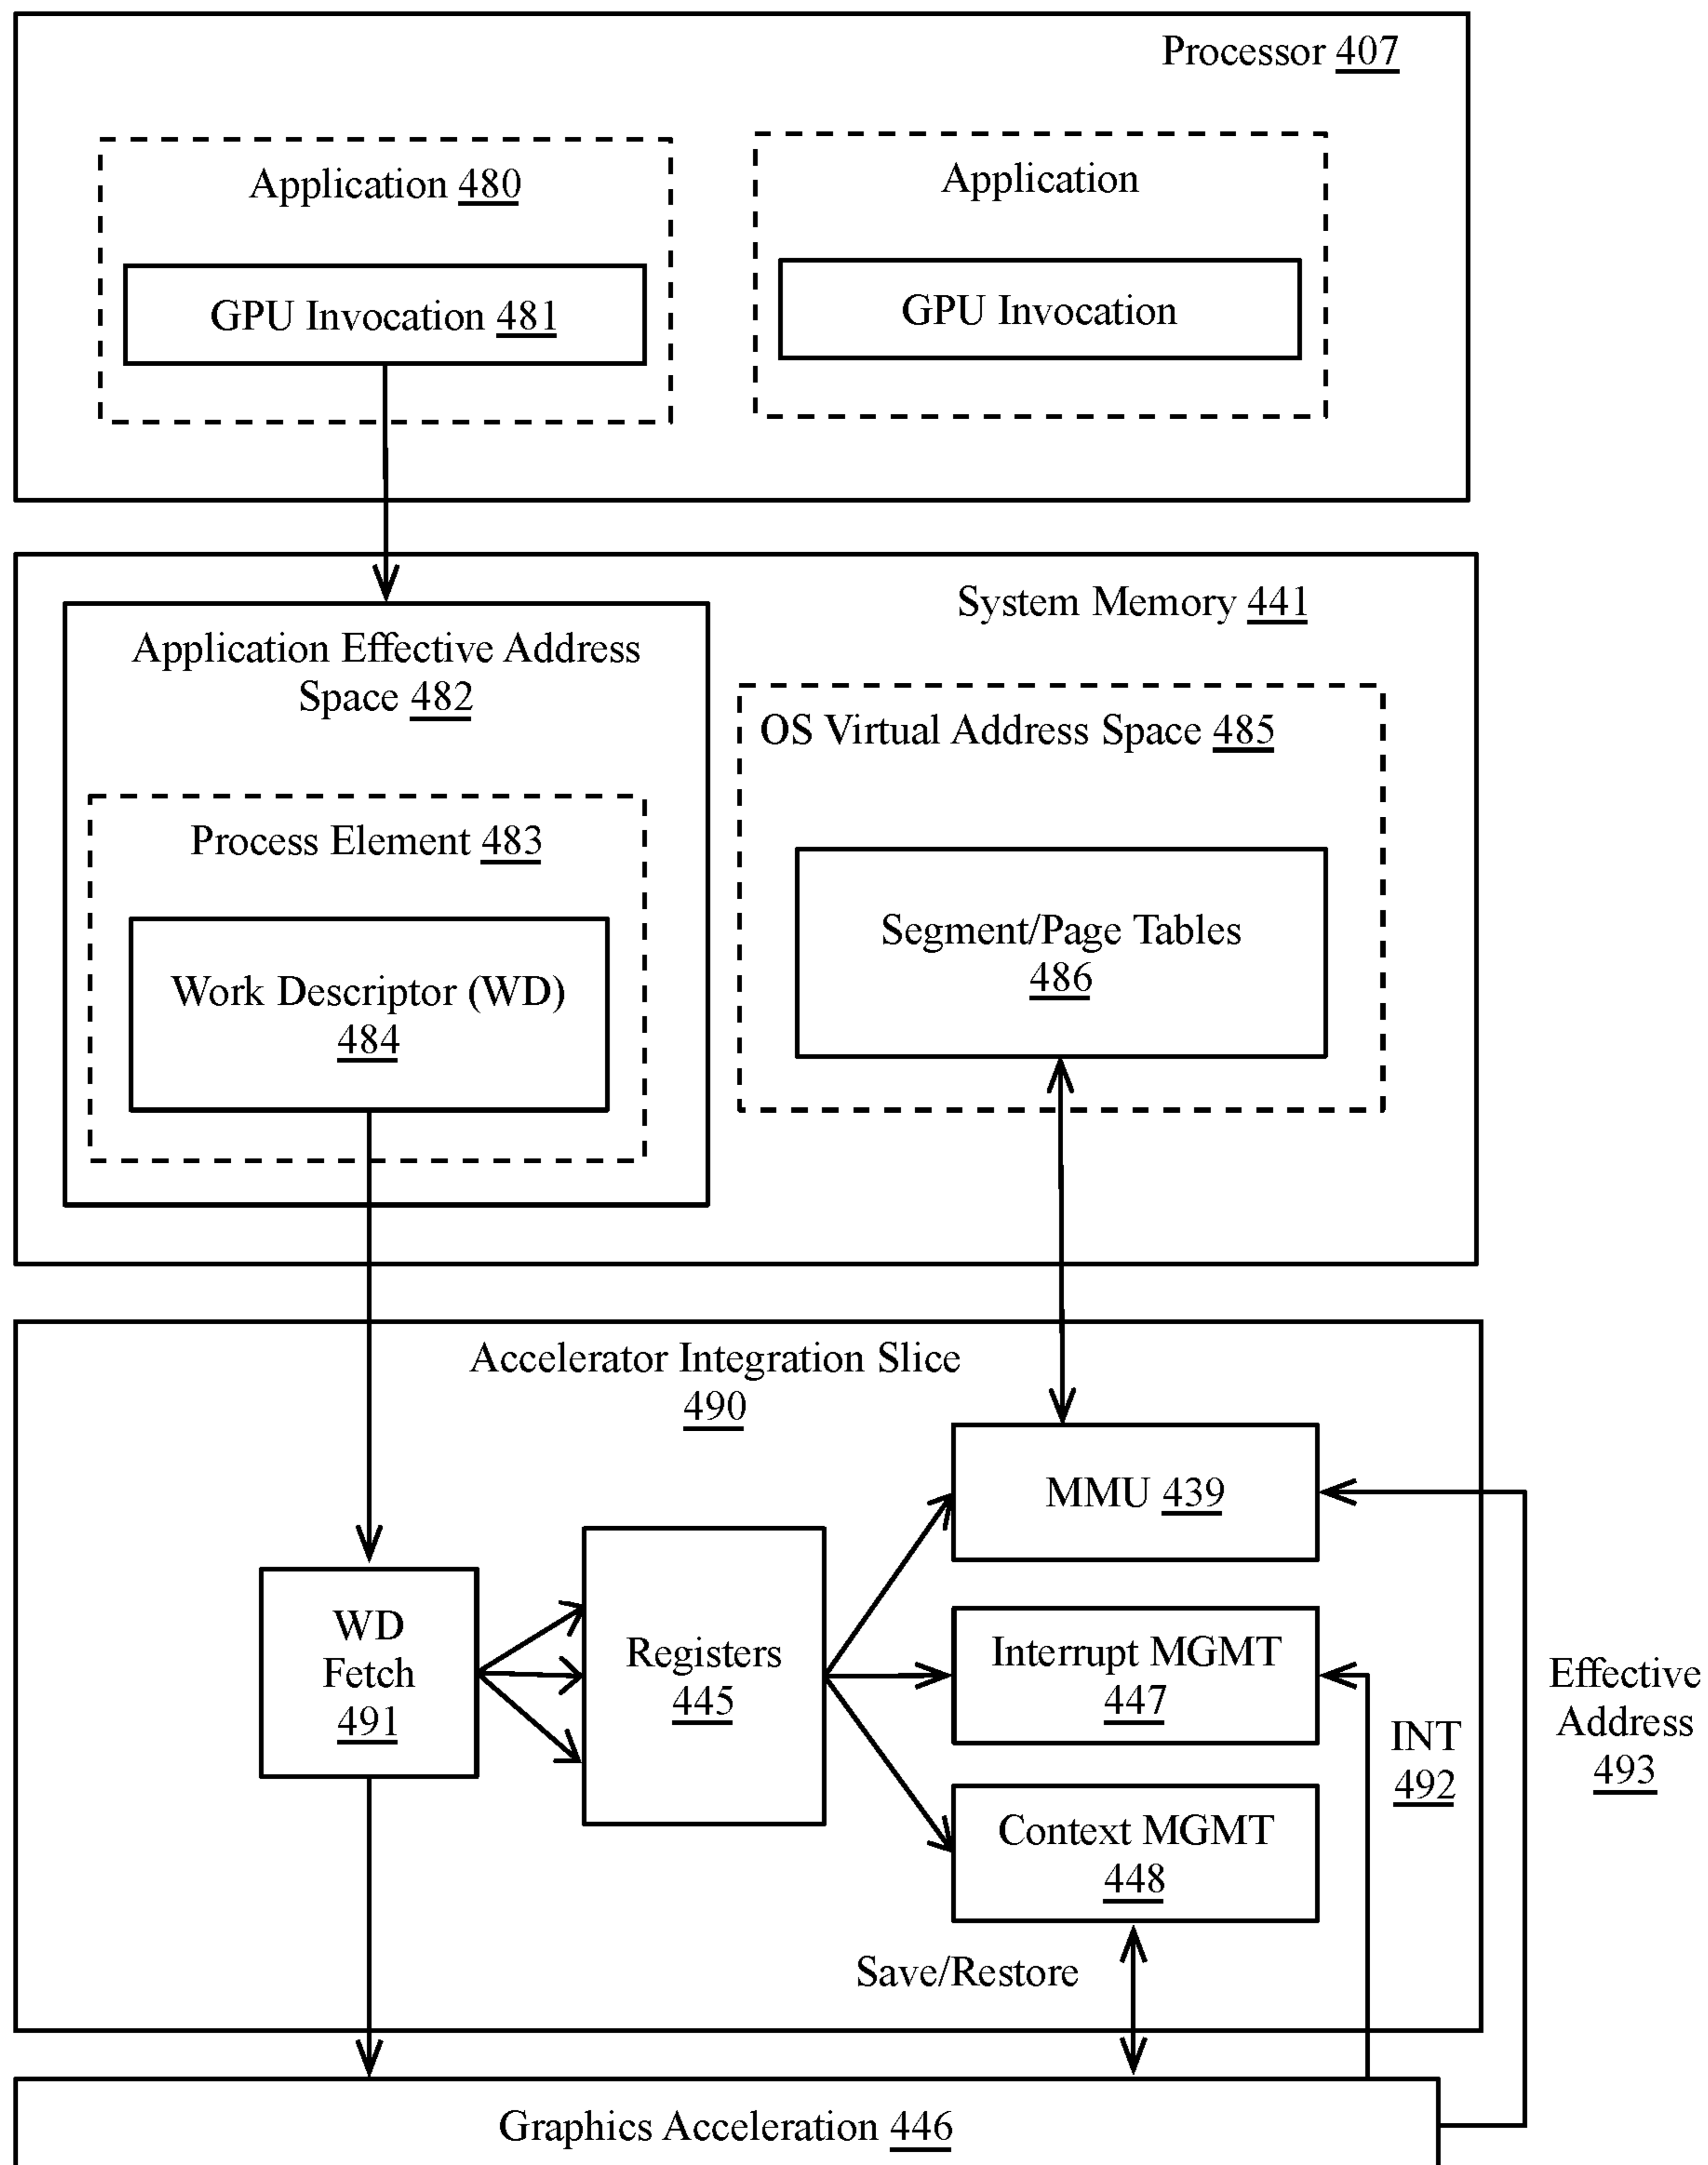 Processor 407
Application 480
Application
GPU Invocation 481
GPU Invocation
System Memory 441
Application Effective Address
Space 482
OS Virtual Address Space 485
Process Element 483
Segment/Page Tables
486
Work Descriptor (WD)
484
Accelerator Integration Slice
490
MMU 439
WD
Fetch
491
Registers
445
Interrupt MGMT
447
Effective
Address
493
INT
492
Context MGMT
448
Save/Restore
Graphics Acceleration 446